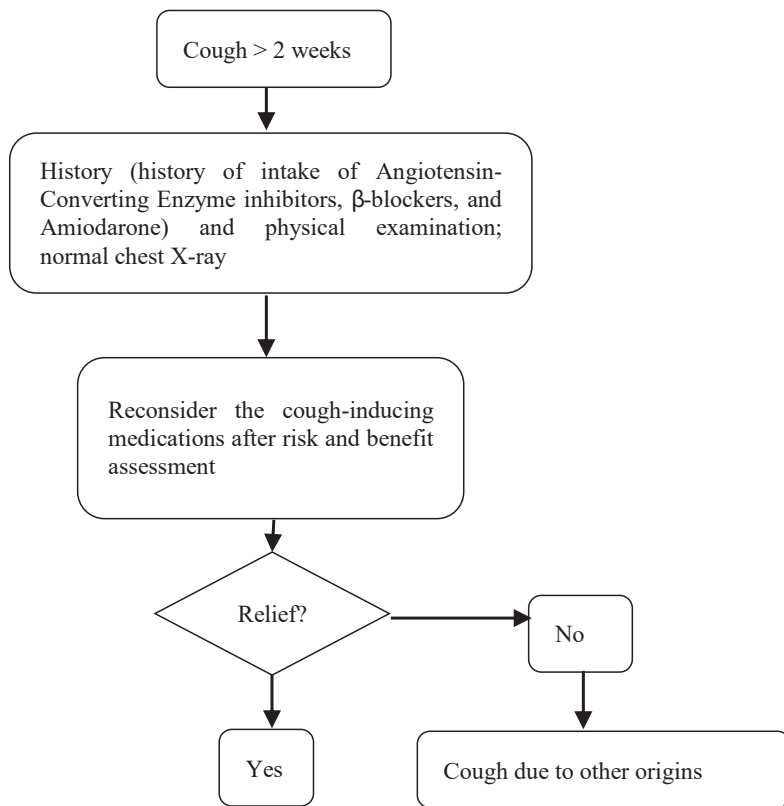 Cough > 2 weeks
History (history of intake of Angiotensin-
Converting Enzyme inhibitors, β-blockers, and
Amiodarone) and physical examination;
normal chest X-ray
Reconsider the cough-inducing
medications after risk and benefit
assessment
Relief?
No
Yes
Cough due to other origins